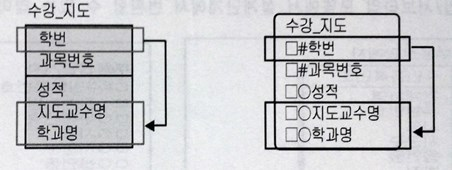 수강_지도
학번
과목번호
성적
지도교수명
학과명
수강_지도
□#학번
□#과목번호
□○성적
□○지도교수명
□○학과명